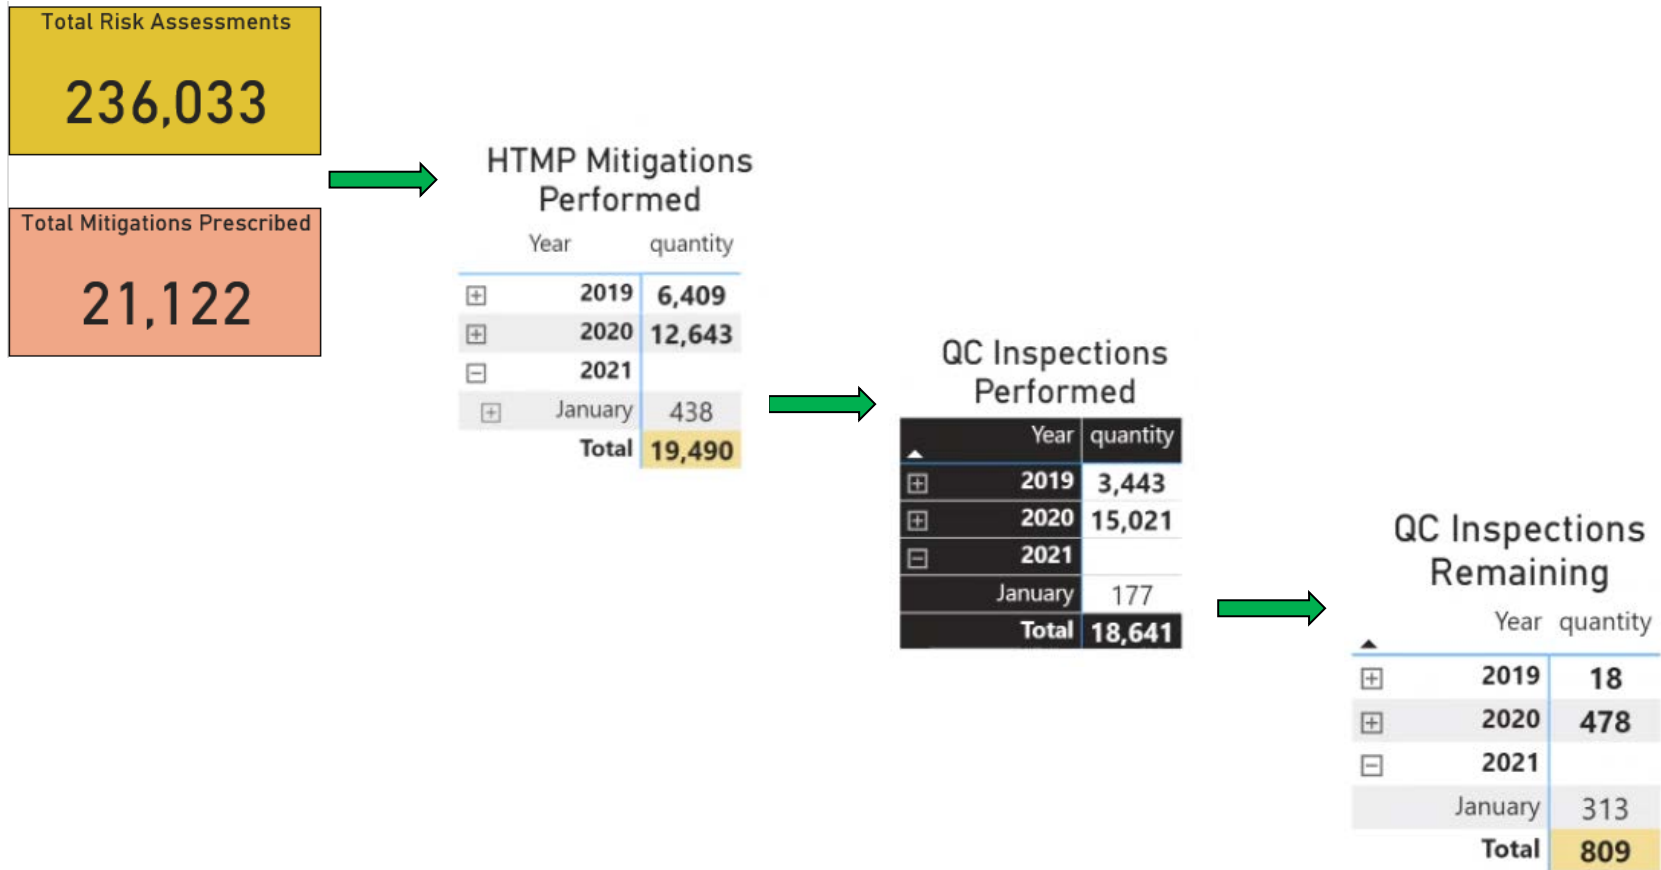 Total Risk Assessments
236,033
Total Mitigations Prescribed
21,122
HTMP Mitigations
Performed
Year quantity
2019 6,409
2020 12,643
2021
January 438
Total 19,490
QC Inspections
Performed
Year quantity
2019 3,443
2020 15,021
2021
January 177
Total 18,641
QC Inspections
Remaining
Year quantity
2019 18
2020 478
2021
January 313
Total 809